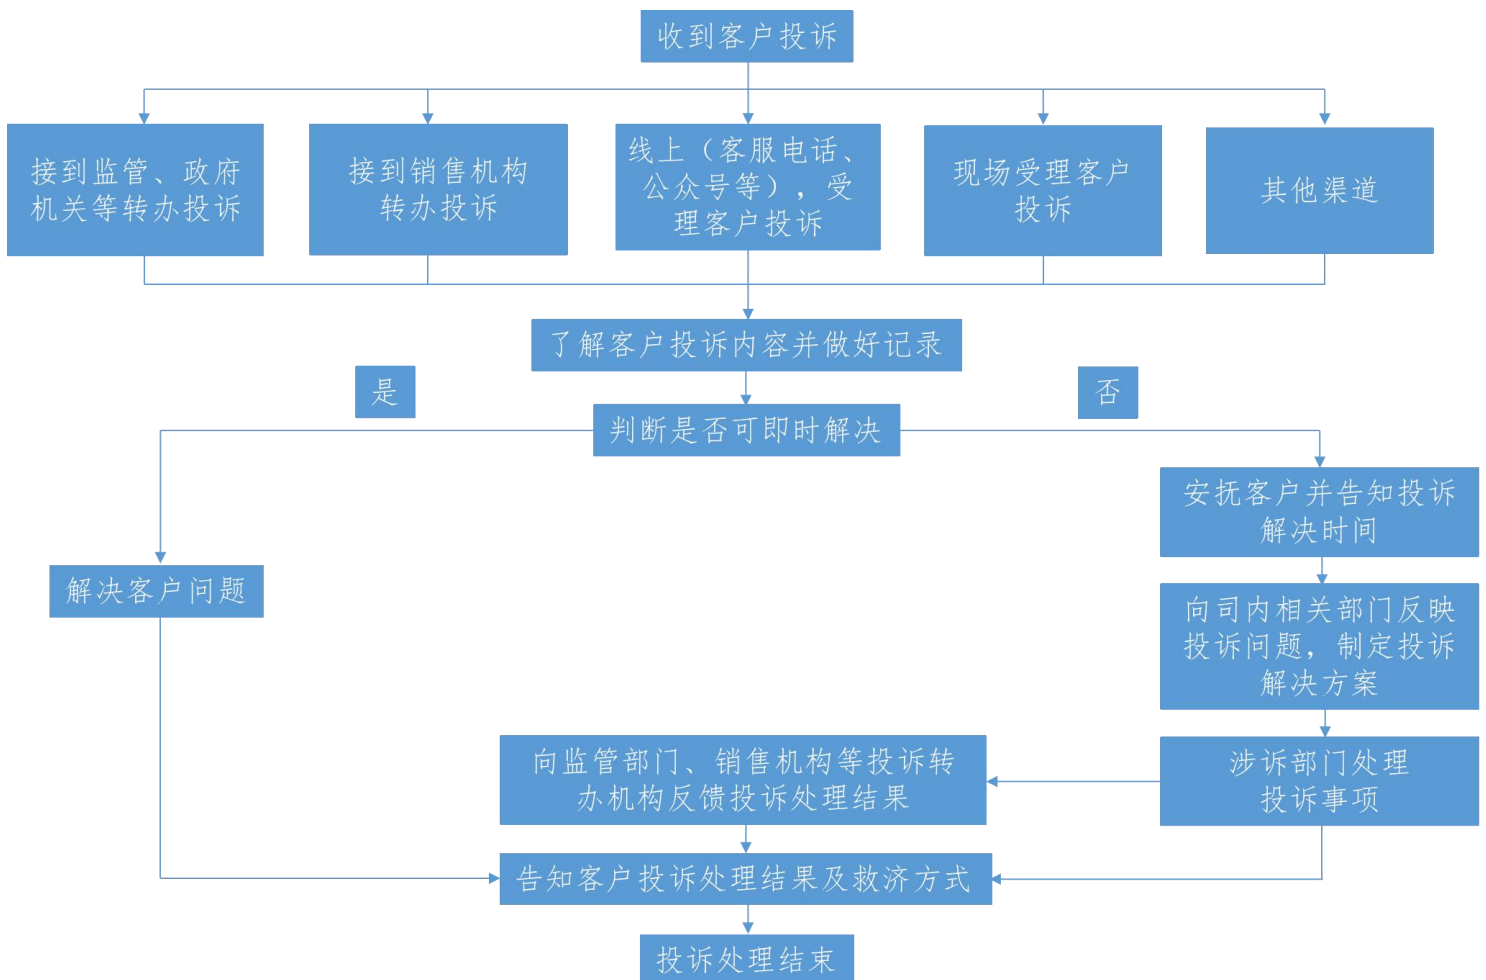 收到客户投诉
接到监管、政府
机关等转办投诉
接到销售机构
转办投诉
线上（客服电话、
公众号等），受
理客户投诉
现场受理客户
投诉
其他渠道
了解客户投诉内容并做好记录
是
否
判断是否可即时解决
安抚客户并告知投诉
解决时间
解决客户问题
向司内相关部门反映
投诉问题，制定投诉
解决方案
向监管部门、销售机构等投诉转
办机构反馈投诉处理结果
涉诉部门处理
投诉事项
告知客户投诉处理结果及救济方式
投诉处理结束